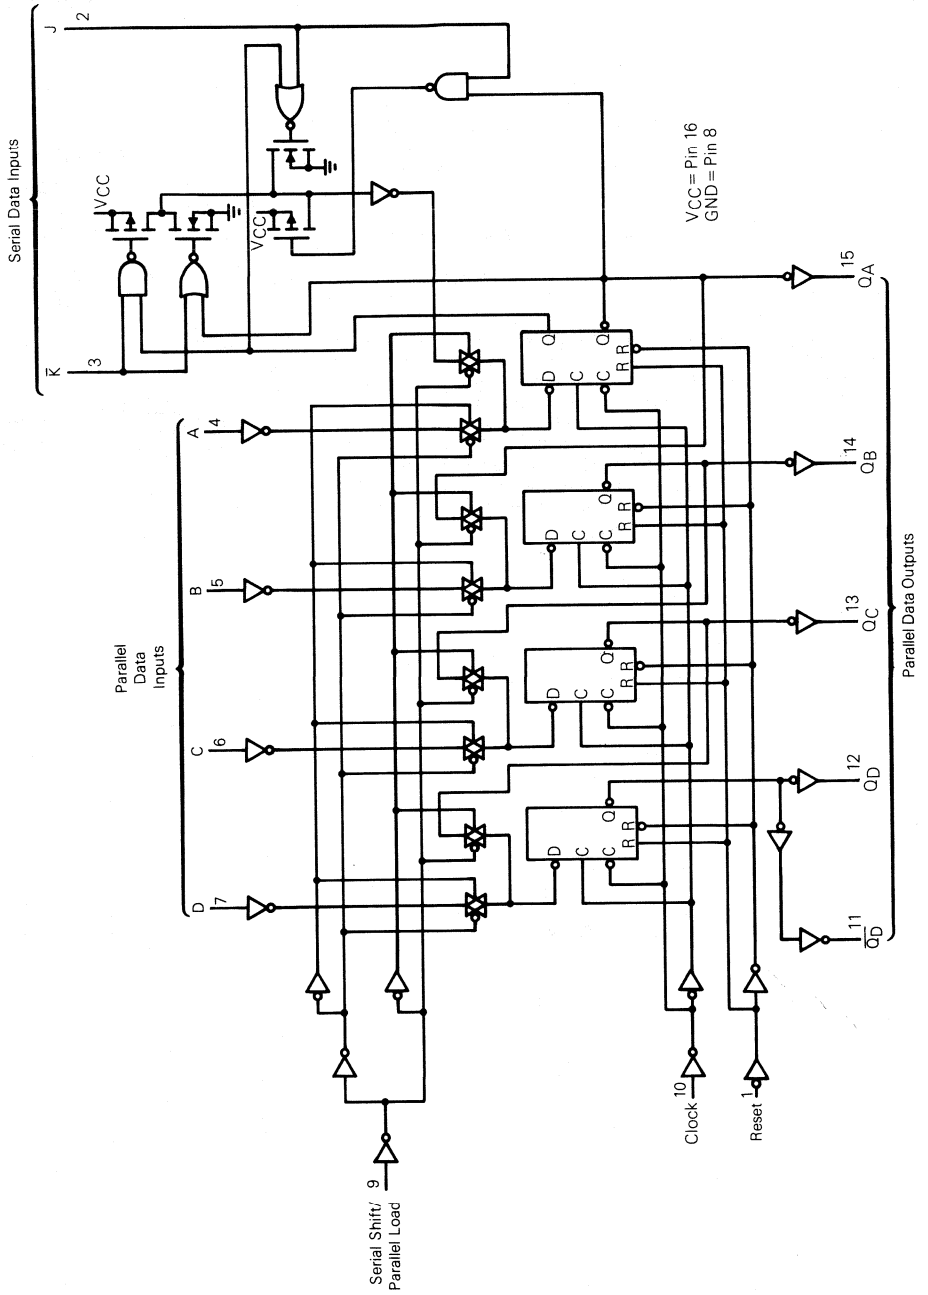 Serial Data Inputs
J
2
K̅
3
VCC
VCC
VCC = Pin 16
GND = Pin 8
Parallel
Data
Inputs
A
4
B
5
C
6
D
7
D
C
C
Q
Q
R
R
D
C
C
Q
R
R
D
C
C
Q
R
R
D
C
C
Q
R
R
15
QA
14
QB
13
QC
12
QD
11
Q̅D
Parallel Data Outputs
Serial Shift/
Parallel Load
9
Clock 10
Reset 1